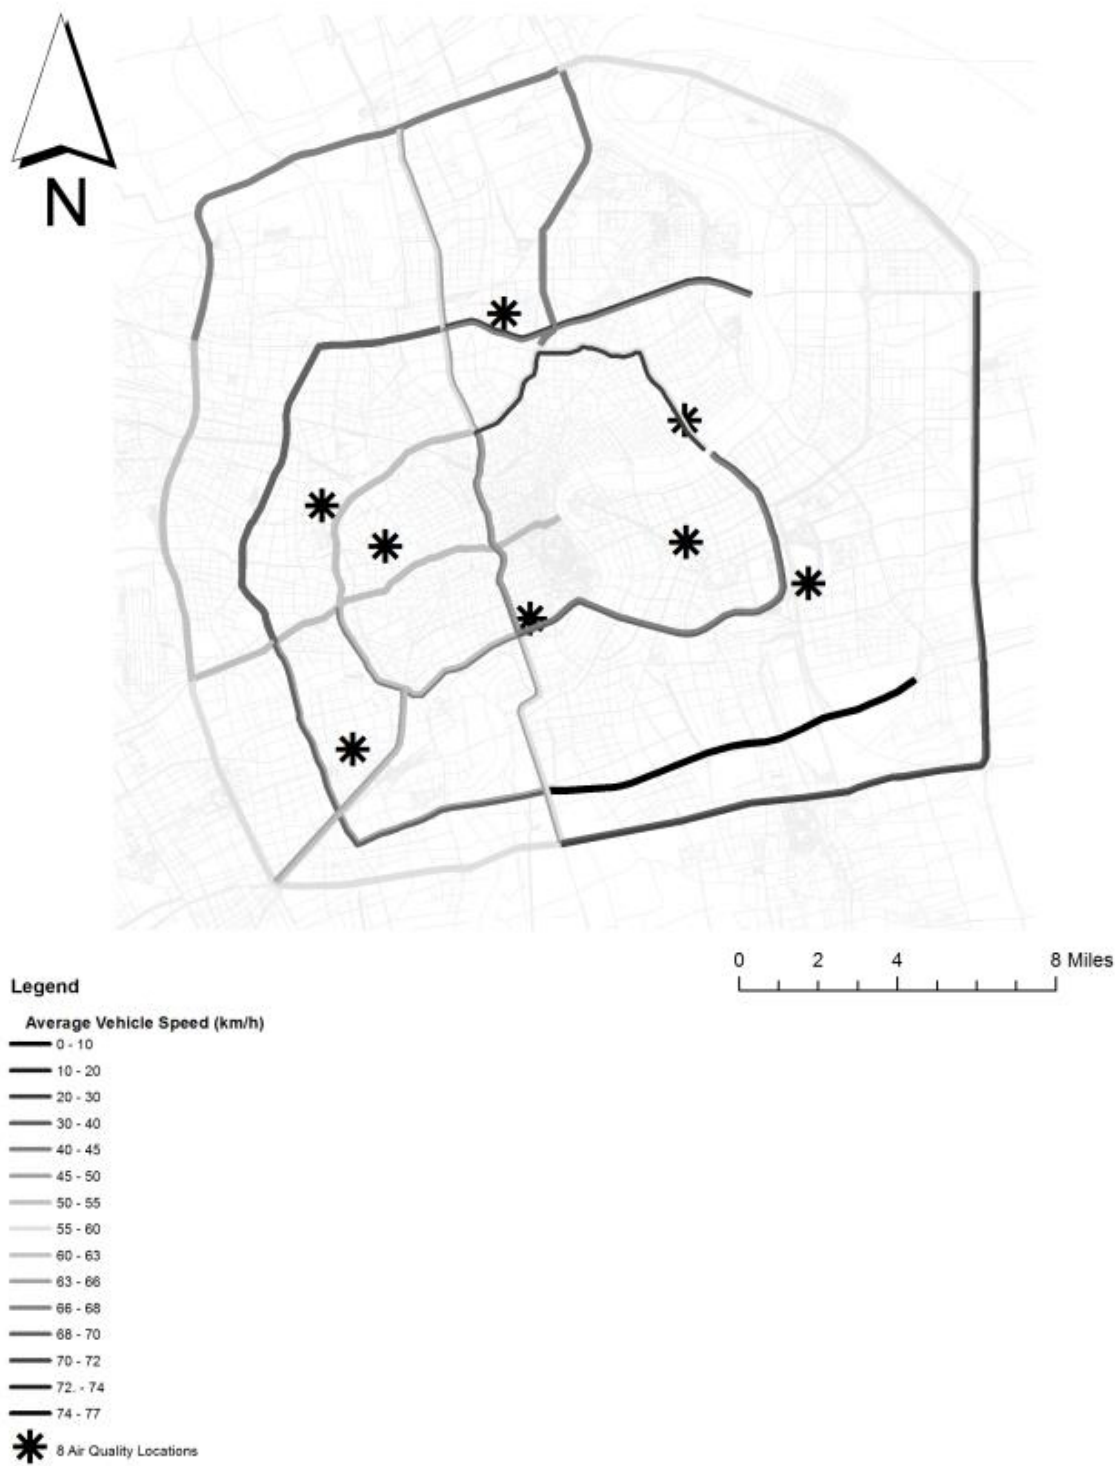 N
0 2 4 8 Miles
Legend
Average Vehicle Speed (km/h)
0 - 10
10 - 20
20 - 30
30 - 40
40 - 45
45 - 50
50 - 55
55 - 60
60 - 63
63 - 66
66 - 68
68 - 70
70 - 72
72. - 74
74 - 77
8 Air Quality Locations